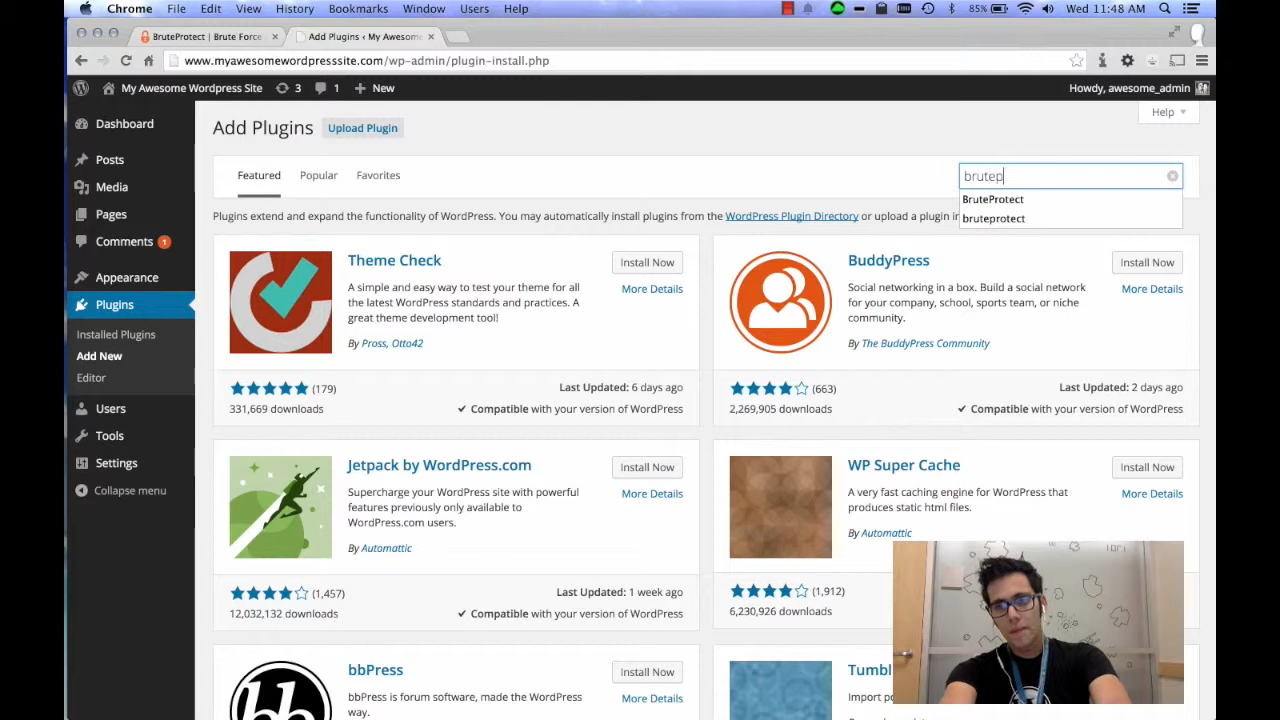 Chrome File Edit View History Bookmarks Window Users Help 85% Wed 11:48 AM
BruteProtect | Brute Force
Add Plugins ‹ My Awesome
www.myawesomewordpresssite.com/wp-admin/plugin-install.php
My Awesome Wordpress Site 3 1 New Howdy, awesome_admin
Dashboard
Posts
Media
Pages
Comments 1
Appearance
Plugins
Installed Plugins
Add New
Editor
Users
Tools
Settings
Collapse menu
Help
Add Plugins Upload Plugin
Featured Popular Favorites
brutep
BruteProtect
bruteprotect
Plugins extend and expand the functionality of WordPress. You may automatically install plugins from the WordPress Plugin Directory or upload a plugin in
Theme Check
Install Now
More Details
A simple and easy way to test your theme for all
the latest WordPress standards and practices. A
great theme development tool!
By Pross, Otto42
(179)
331,669 downloads
Last Updated: 6 days ago
Compatible with your version of WordPress
BuddyPress
Install Now
More Details
Social networking in a box. Build a social network
for your company, school, sports team, or niche
community.
By The BuddyPress Community
(663)
2,269,905 downloads
Last Updated: 2 days ago
Compatible with your version of WordPress
Jetpack by WordPress.com
Install Now
More Details
Supercharge your WordPress site with powerful
features previously only available to
WordPress.com users.
By Automattic
(1,457)
12,032,132 downloads
Last Updated: 1 week ago
Compatible with your version of WordPress
WP Super Cache
Install Now
More Details
A very fast caching engine for WordPress that
produces static html files.
By Automattic
(1,912)
6,230,926 downloads
bbPress
Install Now
More Details
bbPress is forum software, made the WordPress
way.
bb
Tumbl
Import po